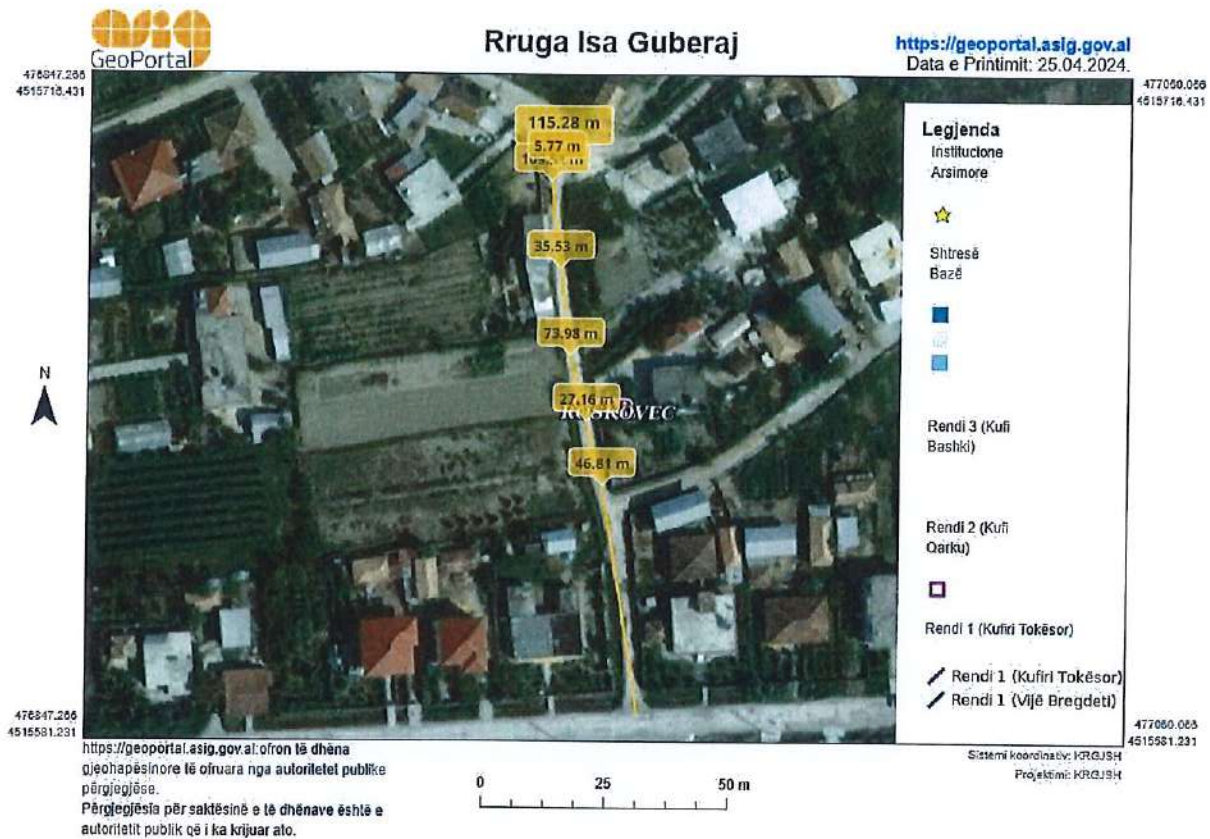 asig
GeoPortal
Rruga Isa Guberaj
https://geoportal.asig.gov.al
Data e Printimit: 25.04.2024.
476847.266
4515716.431
477060.066
4515716.431
115.28 m
5.77 m
35.53 m
73.98 m
27.16 m
ROSKOVEC
46.81 m
N
Legjenda
Institucione
Arsimore
Shtresë
Bazë
Rendi 3 (Kufi
Bashki)
Rendi 2 (Kufi
Qarku)
Rendi 1 (Kufiri Tokësor)
Rendi 1 (Kufiri Tokësor)
Rendi 1 (Vijë Bregdeti)
476847.266
4515581.231
477060.066
4515581.231
https://geoportal.asig.gov.al:ofron të dhëna
gjeohapësinore të ofruara nga autoritetet publike
përgjegjëse.
Përgjegjësia për saktësinë e të dhënave është e
autoritetit publik që i ka krijuar ato.
0 25 50 m
Sistemi koordinativ: KRGJSH
Projektimi: KRGJSH